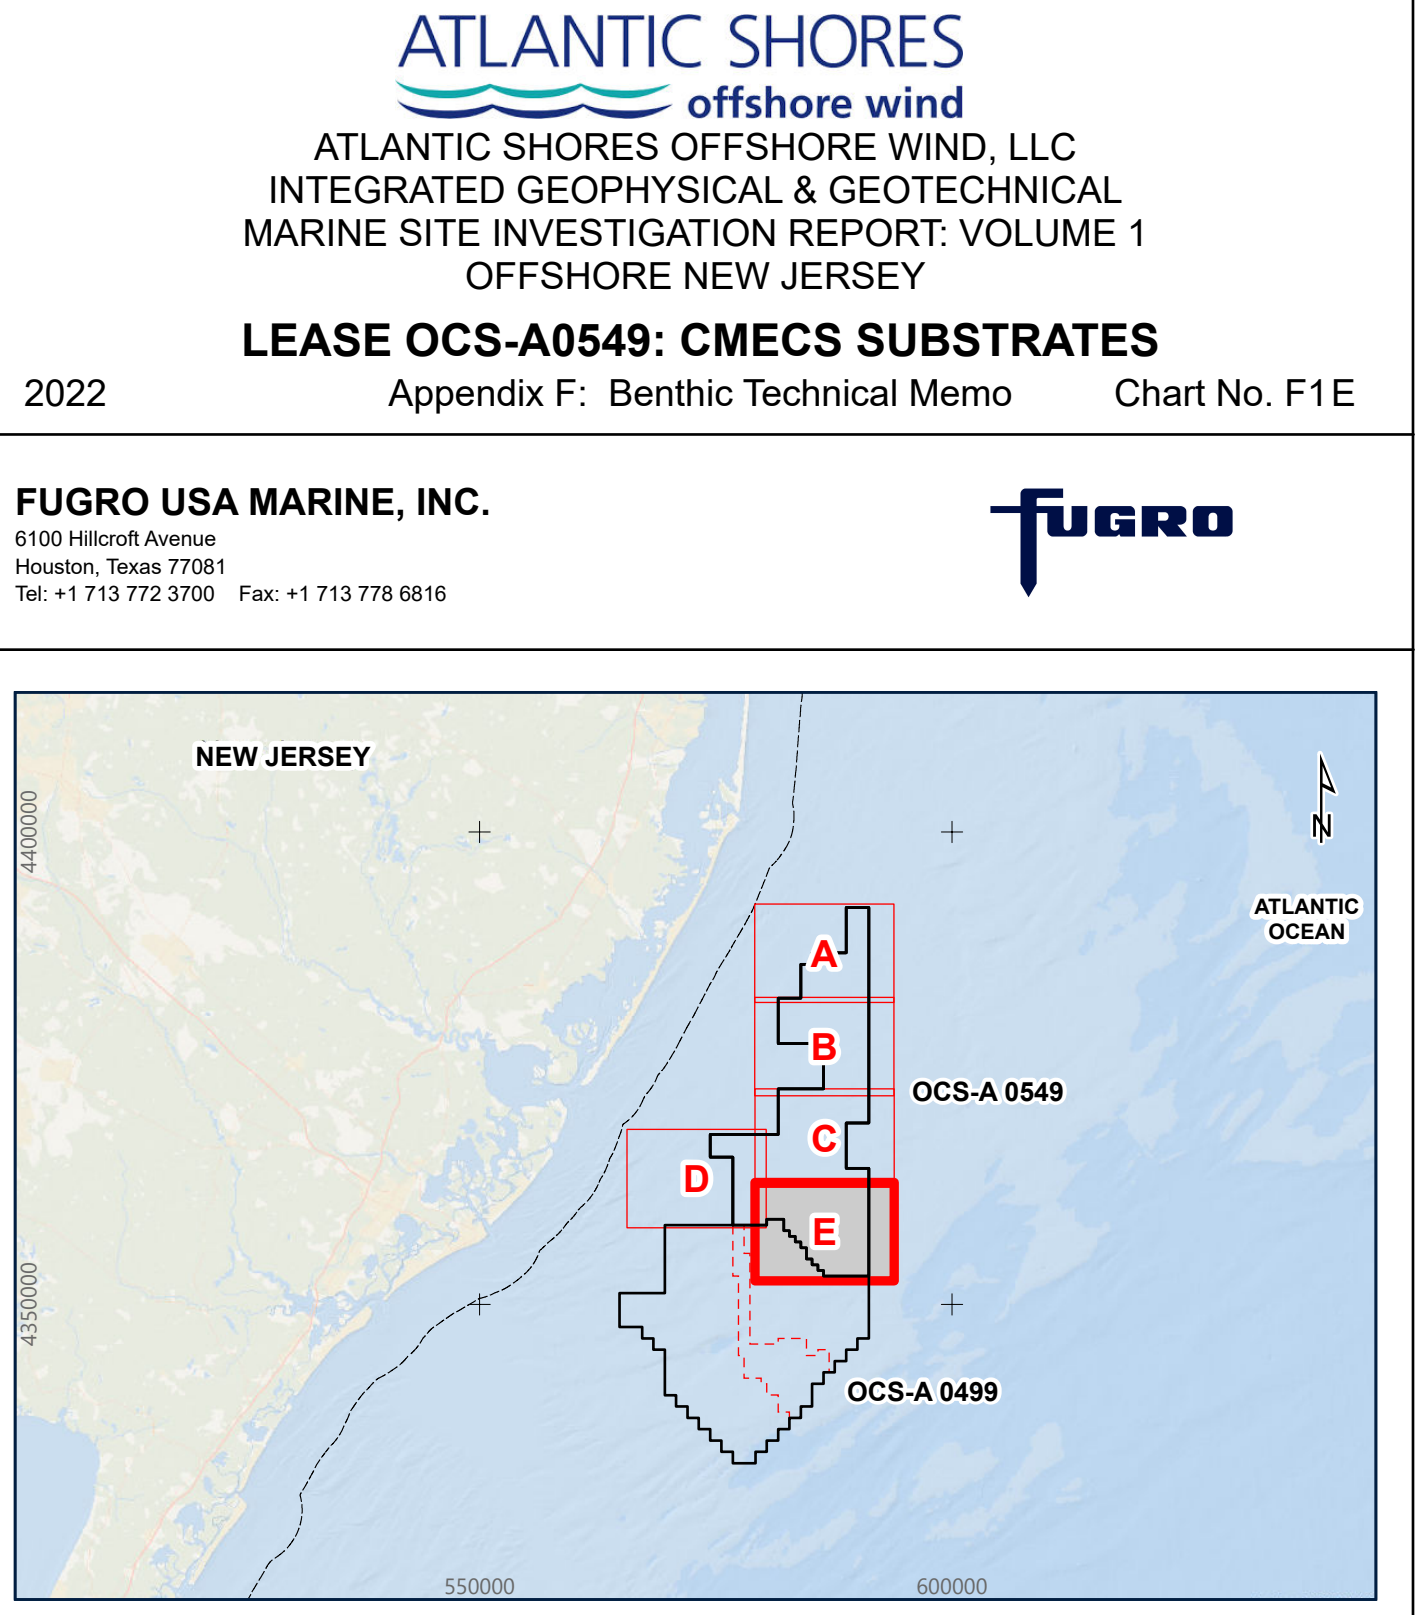 ATLANTIC SHORES
offshore wind
ATLANTIC SHORES OFFSHORE WIND, LLC
INTEGRATED GEOPHYSICAL & GEOTECHNICAL
MARINE SITE INVESTIGATION REPORT: VOLUME 1
OFFSHORE NEW JERSEY
LEASE OCS-A0549: CMECS SUBSTRATES
2022 Appendix F: Benthic Technical Memo Chart No. F1E
FUGRO USA MARINE, INC.
6100 Hillcroft Avenue
Houston, Texas 77081
Tel: +1 713 772 3700 Fax: +1 713 778 6816
FUGRO
NEW JERSEY
4400000
N
ATLANTIC
OCEAN
A
B
OCS-A 0549
C
D
E
4350000
OCS-A 0499
550000
600000